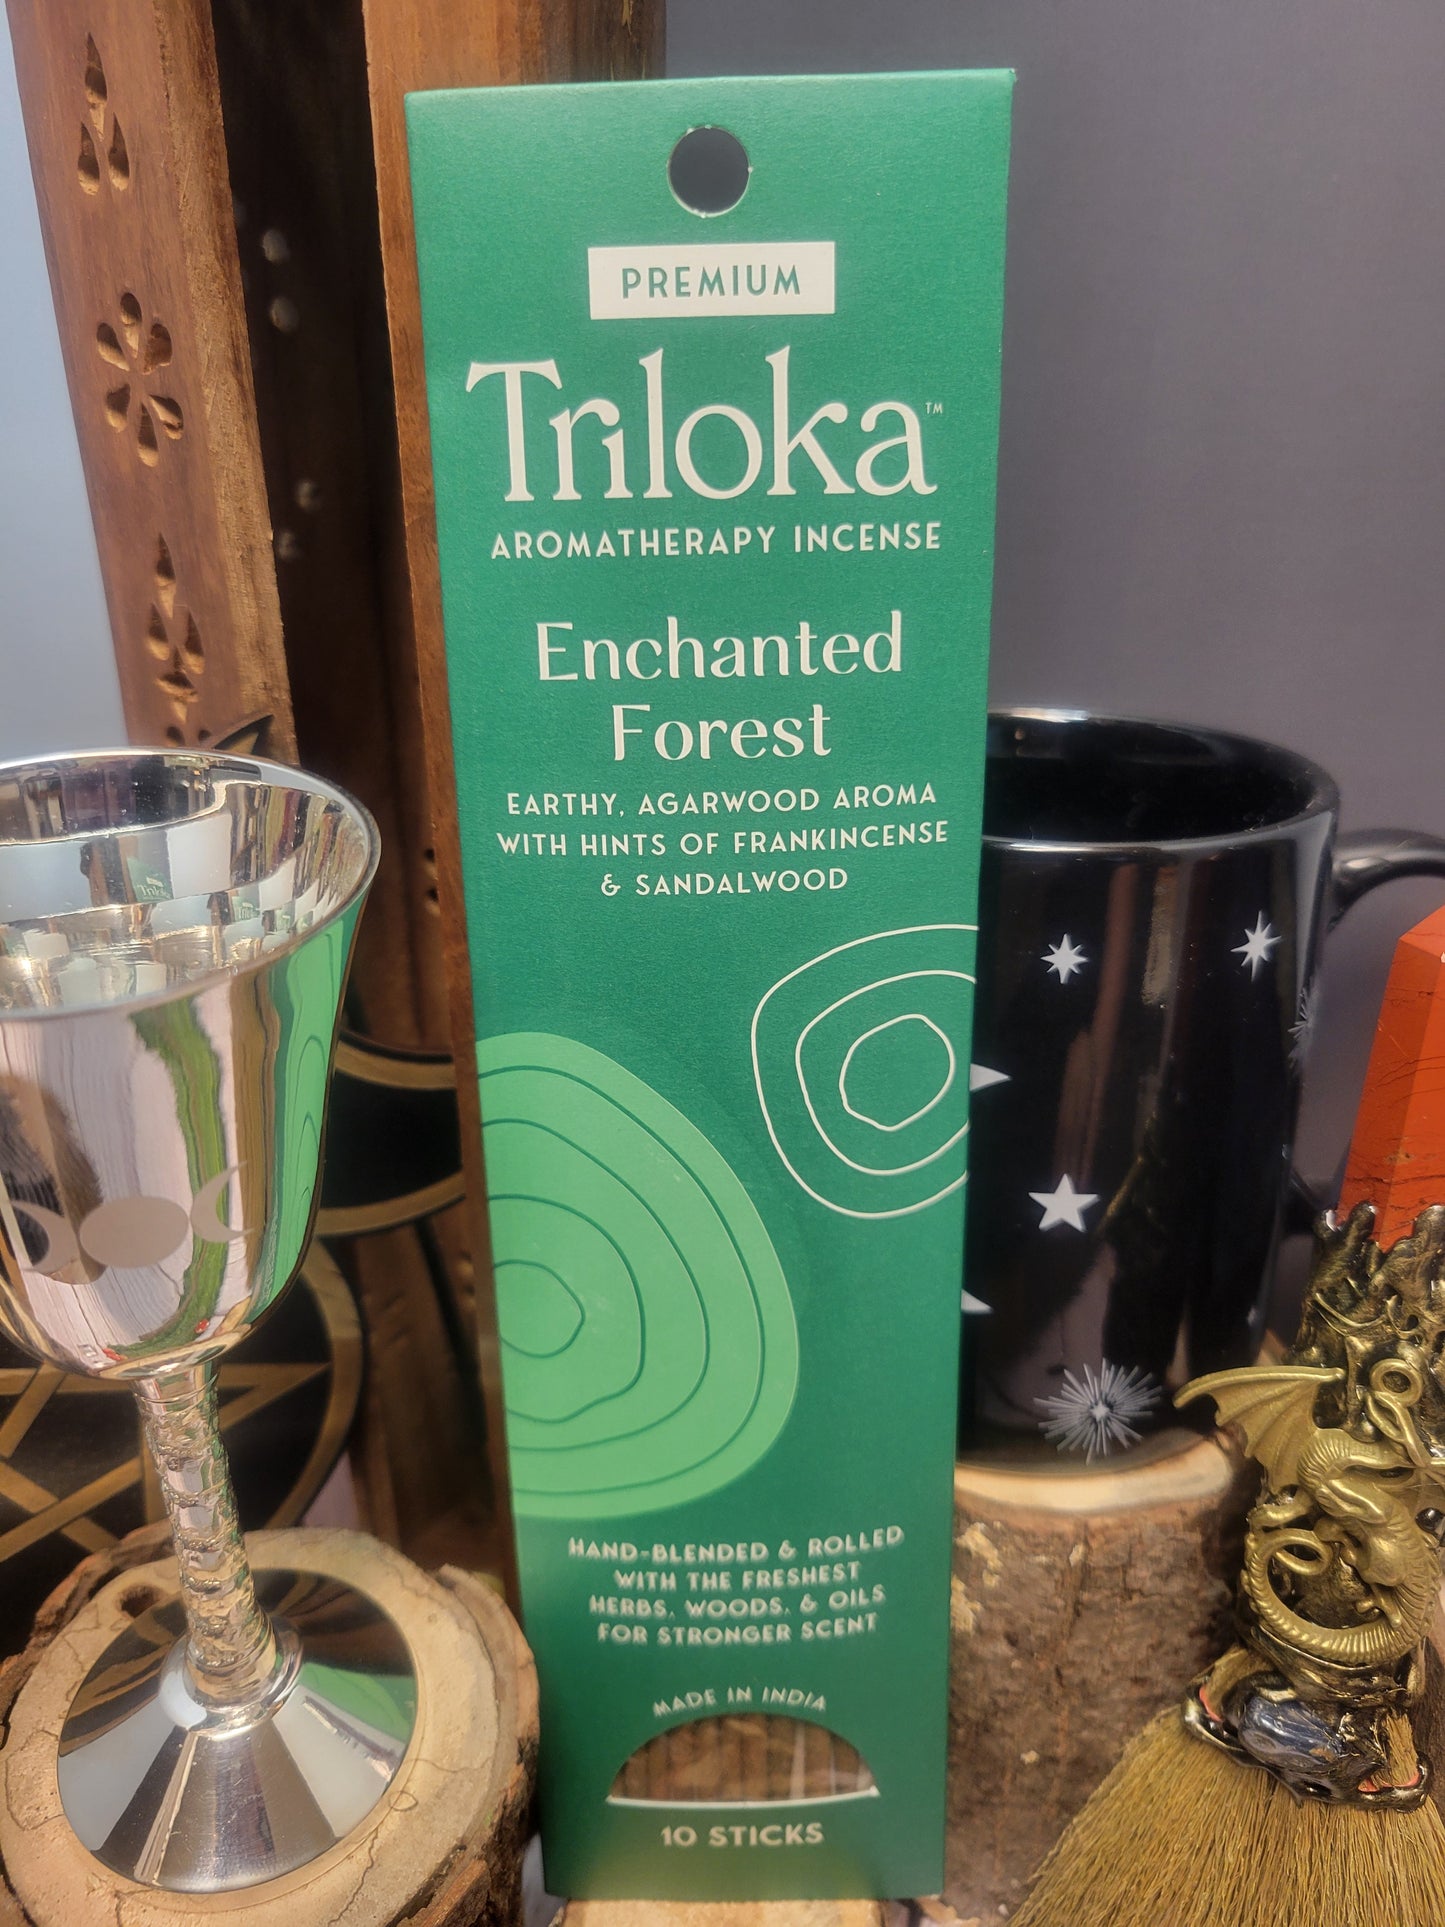 PREMIUM
Triloka™
AROMATHERAPY INCENSE
Enchanted
Forest
EARTHY, AGARWOOD AROMA
WITH HINTS OF FRANKINCENSE
& SANDALWOOD
HAND-BLENDED & ROLLED
WITH THE FRESHEST
HERBS, WOODS, & OILS
FOR STRONGER SCENT
MADE IN INDIA
10 STICKS